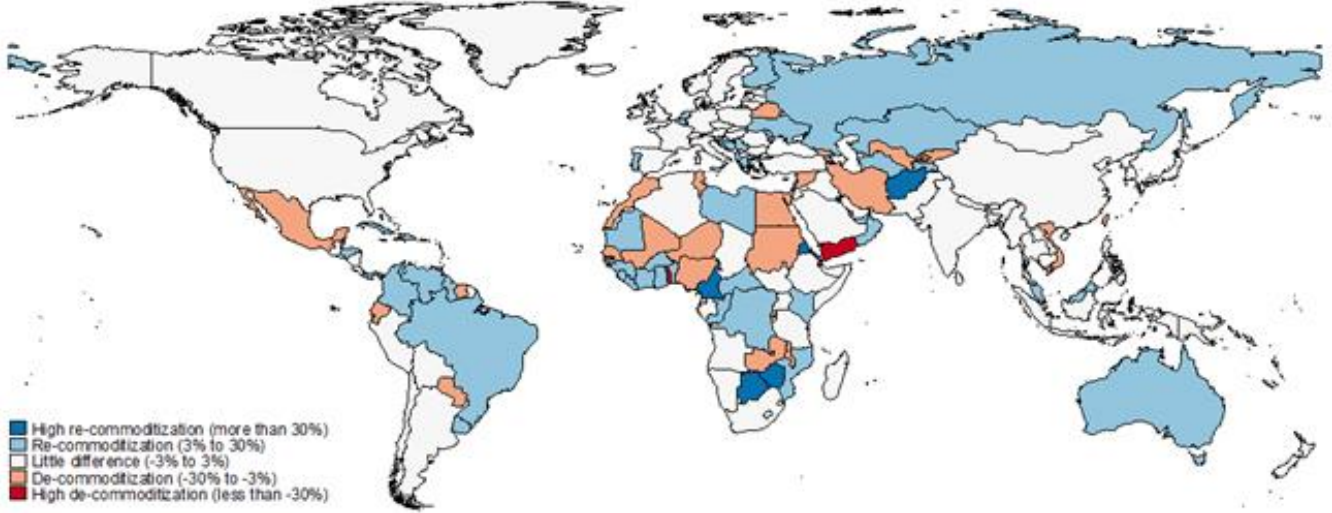 High re-commoditization (more than 30%)
Re-commoditization (3% to 30%)
Little difference (-3% to 3%)
De-commoditization (-30% to -3%)
High de-commoditization (less than -30%)